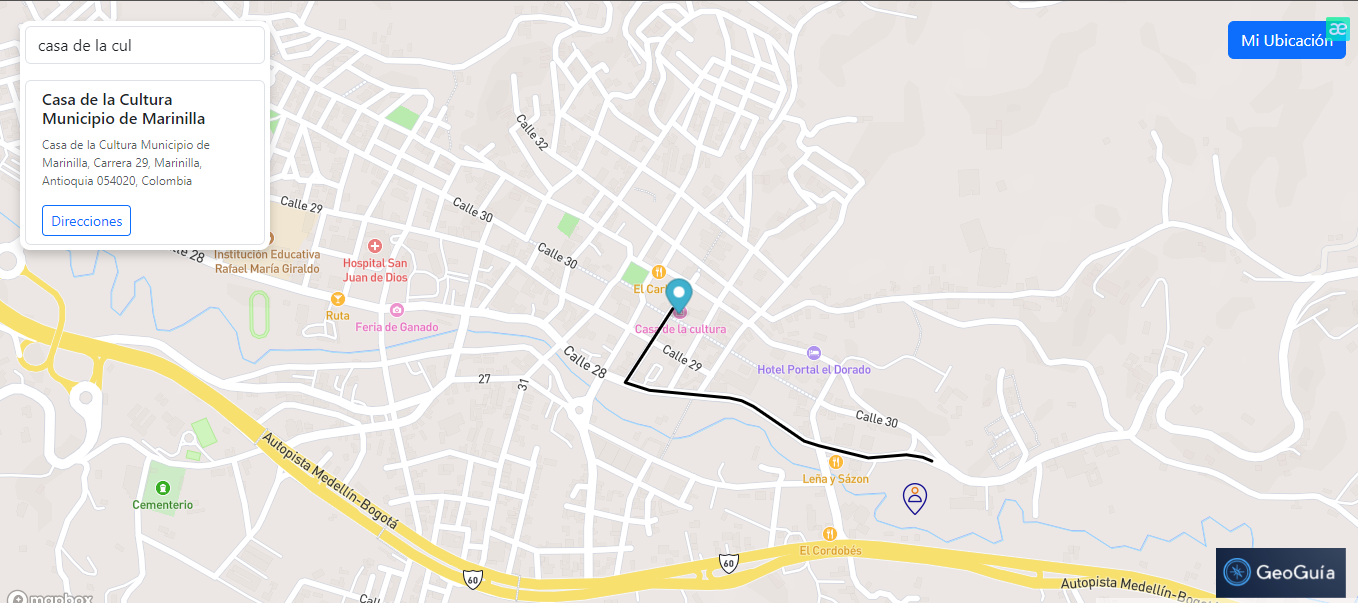 casa de la cul
Casa de la Cultura
Municipio de Marinilla
Casa de la Cultura Municipio de
Marinilla, Carrera 29, Marinilla,
Antioquia 054020, Colombia
Direcciones
Mi Ubicación
æ
Calle 32
Calle 29
Calle 30
28
Institución Educativa
Rafael María Giraldo
Hospital San
Juan de Dios
Calle 30
El Car
Ruta
Feria de Ganado
Casa de la cultura
Calle 28
Calle 29
Hotel Portal el Dorado
27
31
Calle 30
Autopista Medellín-Bogotá
Leña y Sázon
Cementerio
El Cordobés
60
60
GeoGuía
Autopista Medellín-Bogotá
Calle
mapbox